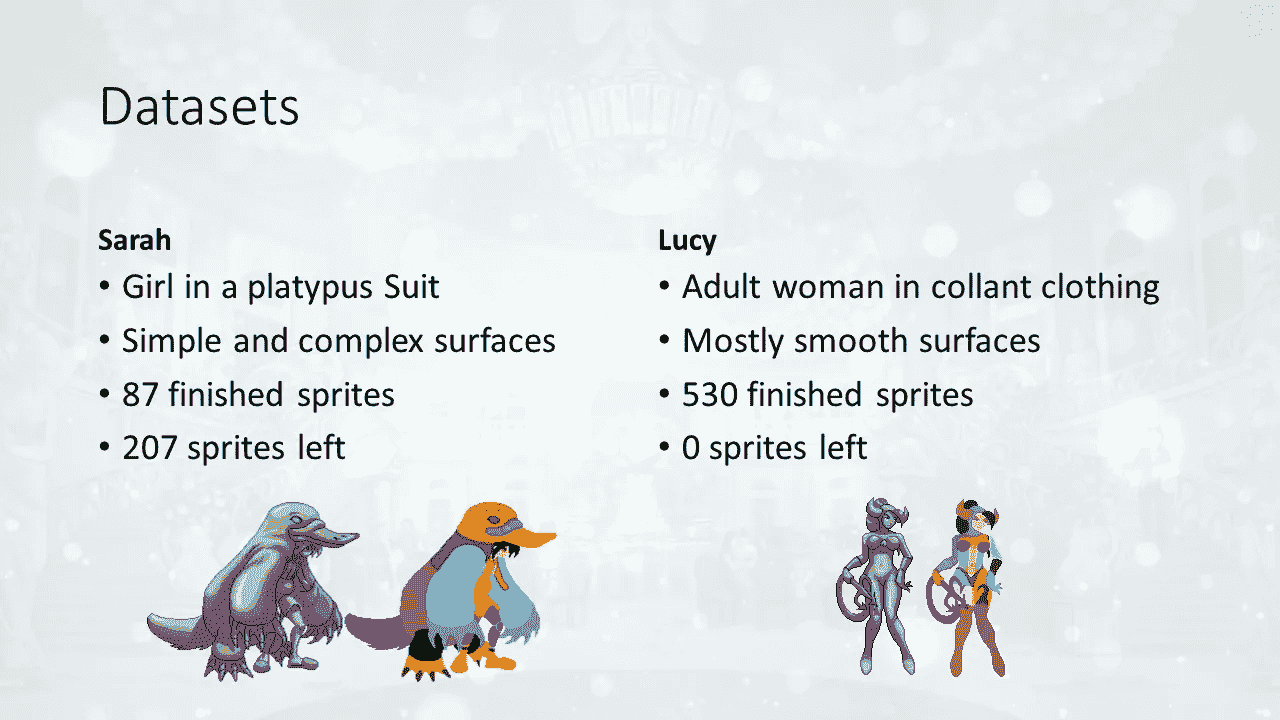 Datasets
Sarah
• Girl in a platypus Suit
• Simple and complex surfaces
• 87 finished sprites
• 207 sprites left
Lucy
• Adult woman in collant clothing
• Mostly smooth surfaces
• 530 finished sprites
• 0 sprites left